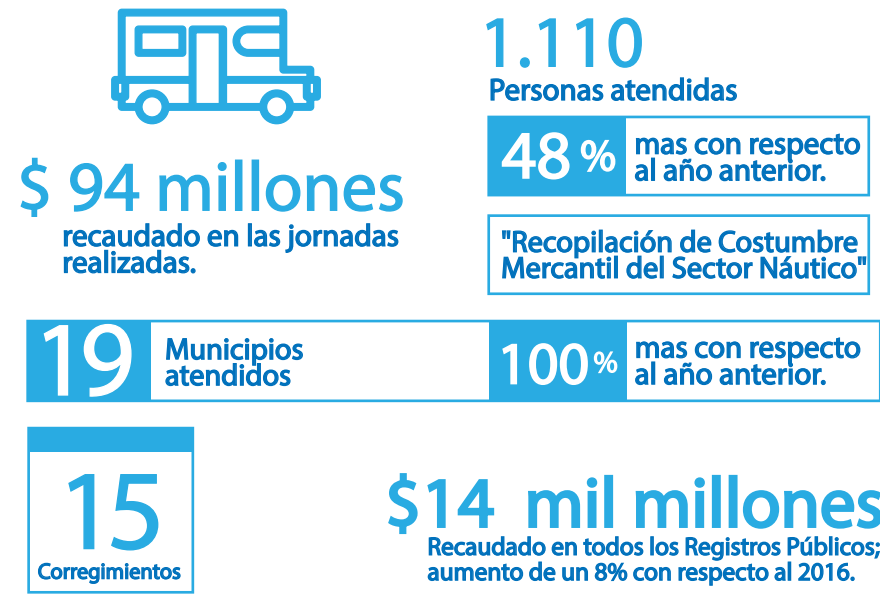 $ 94 millones
recaudado en las jornadas
realizadas.
1.110
Personas atendidas
48 %
mas con respecto
al año anterior.
"Recopilación de Costumbre
Mercantil del Sector Náutico"
19
Municipios
atendidos
100%
mas con respecto
al año anterior.
15
Corregimientos
$14 mil millones
Recaudado en todos los Registros Públicos;
aumento de un 8% con respecto al 2016.